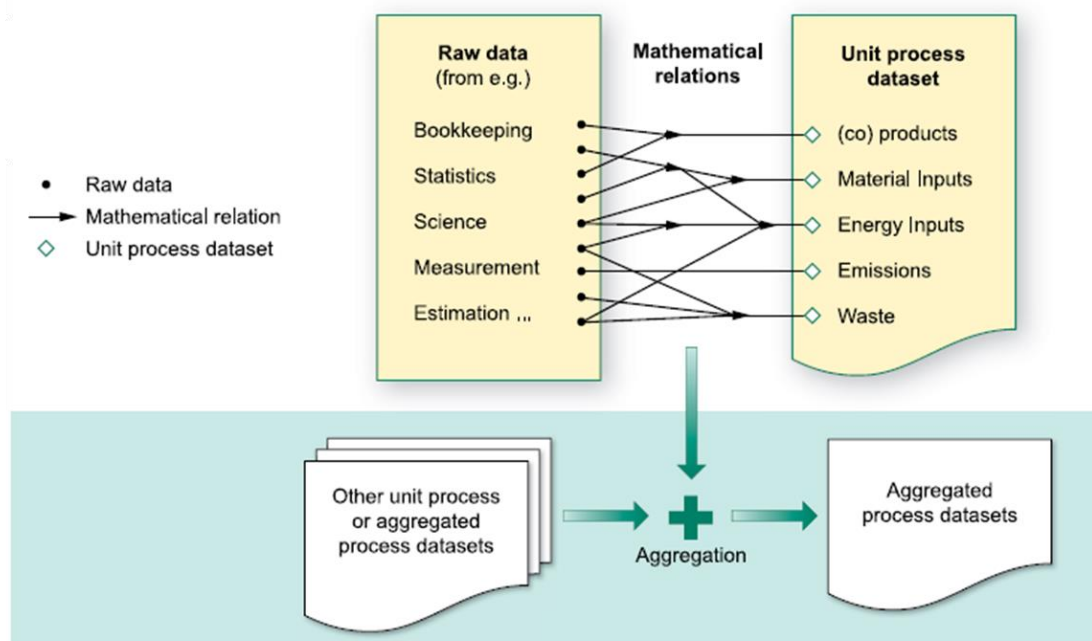 Raw data
(from e.g.)
Bookkeeping
Statistics
Science
Measurement
Estimation ...
Mathematical
relations
Unit process
dataset
(co) products
Material Inputs
Energy Inputs
Emissions
Waste
Raw data
Mathematical relation
Unit process dataset
Other unit process
or aggregated
process datasets
Aggregation
Aggregated
process datasets